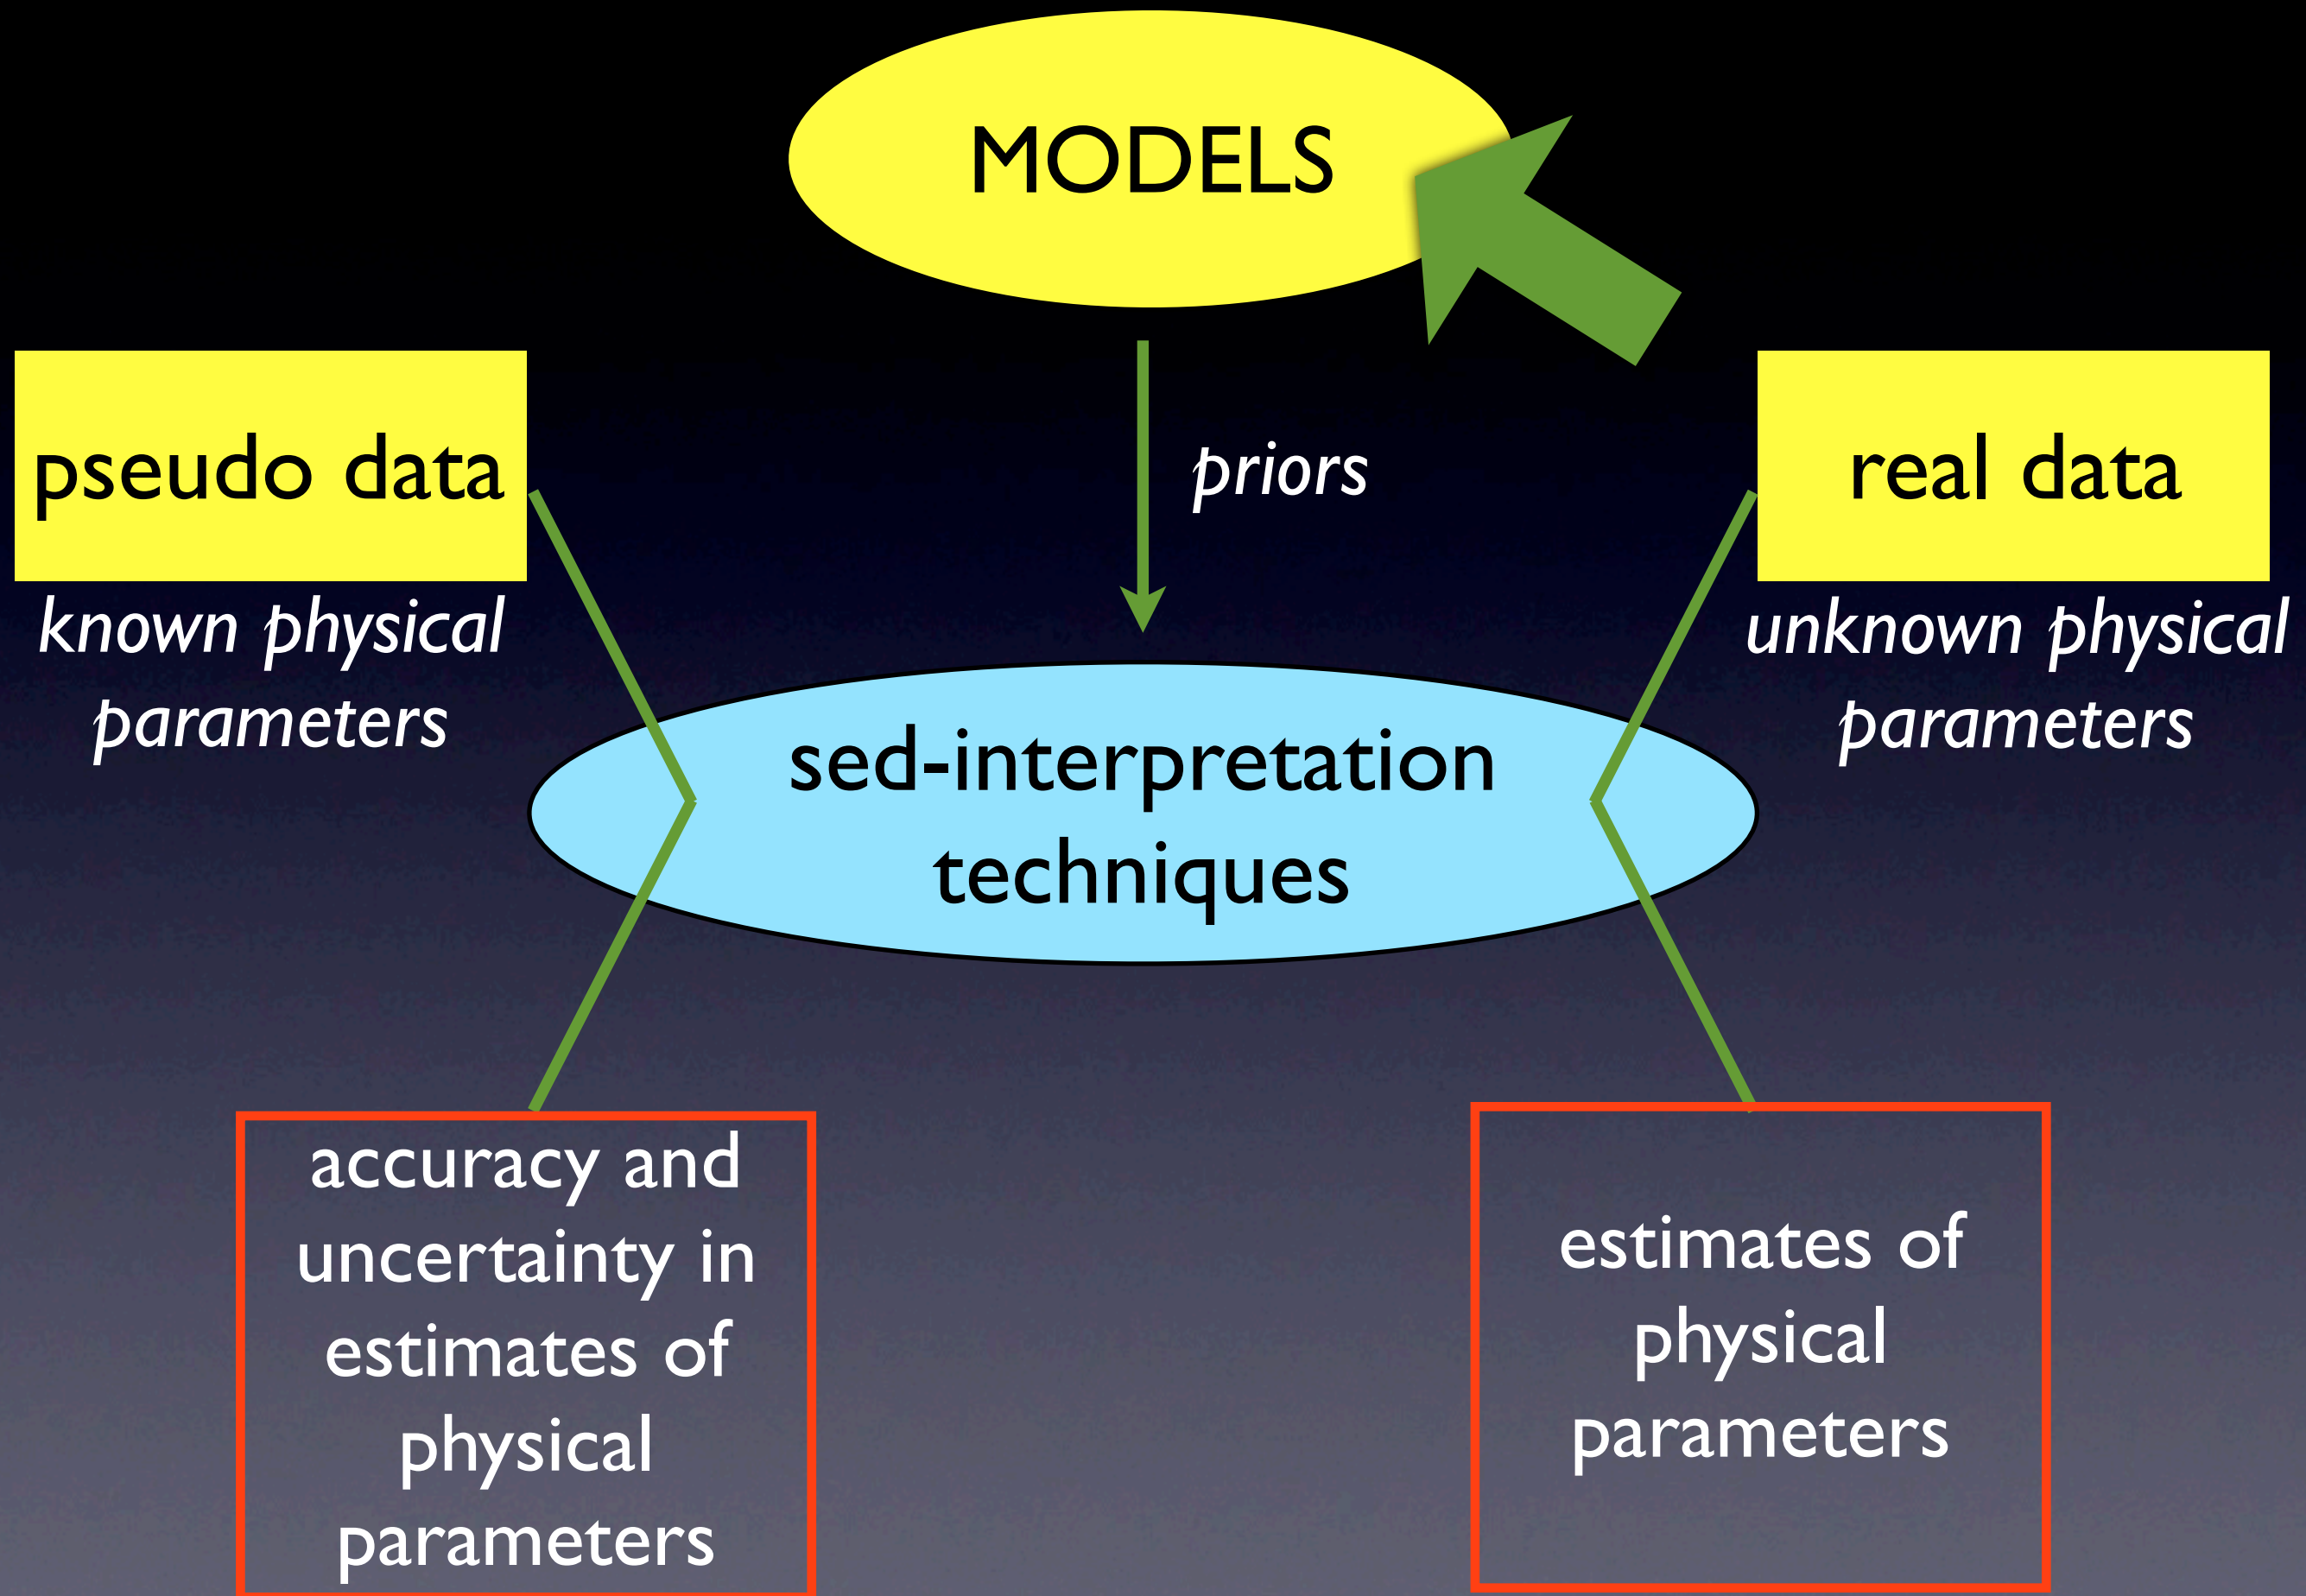 MODELS
pseudo data
known physical
parameters
priors
real data
unknown physical
parameters
sed-interpretation
techniques
accuracy and
uncertainty in
estimates of
physical
parameters
estimates of
physical
parameters